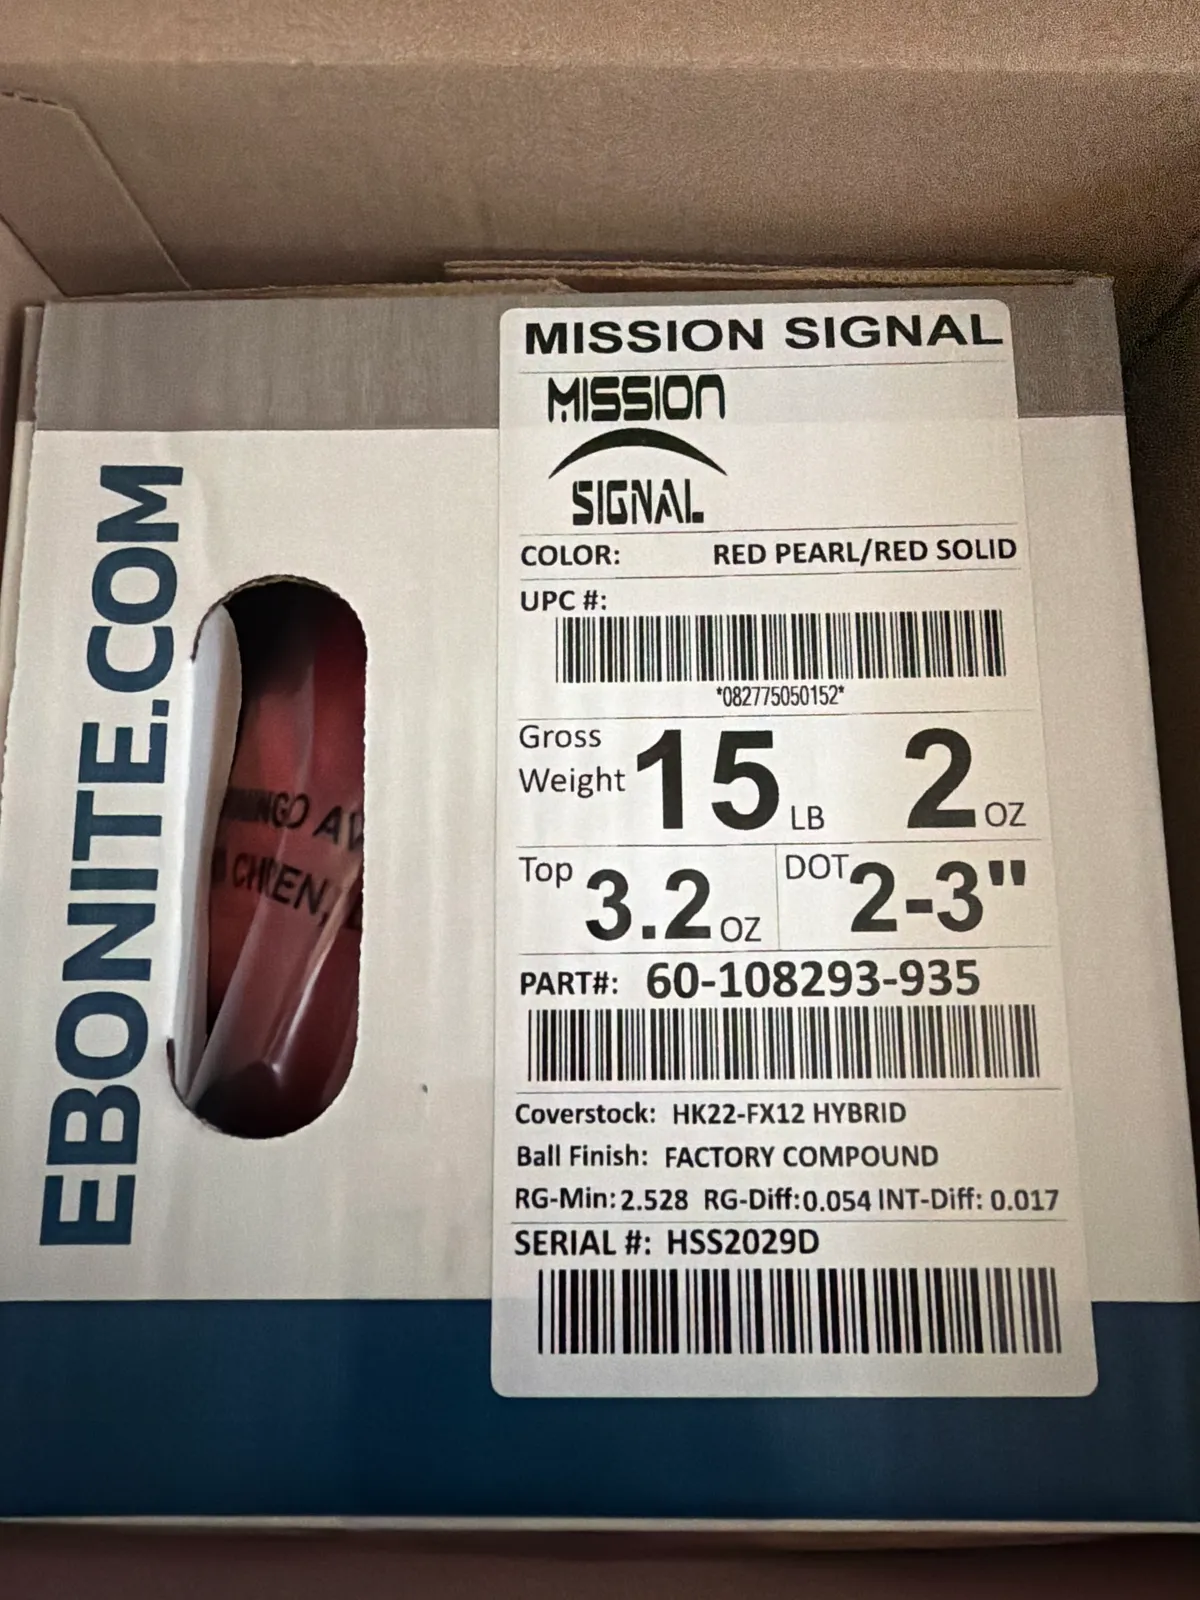 MISSION SIGNAL
MISSION
SIGNAL
COLOR: RED PEARL/RED SOLID
UPC #:
*082775050152*
Gross Weight 15 LB 2 OZ
Top 3.2 OZ DOT 2-3"
PART#: 60-108293-935
Coverstock: HK22-FX12 HYBRID
Ball Finish: FACTORY COMPOUND
RG-Min: 2.528 RG-Diff: 0.054 INT-Diff: 0.017
SERIAL #: HSS2029D
EBONITE.COM